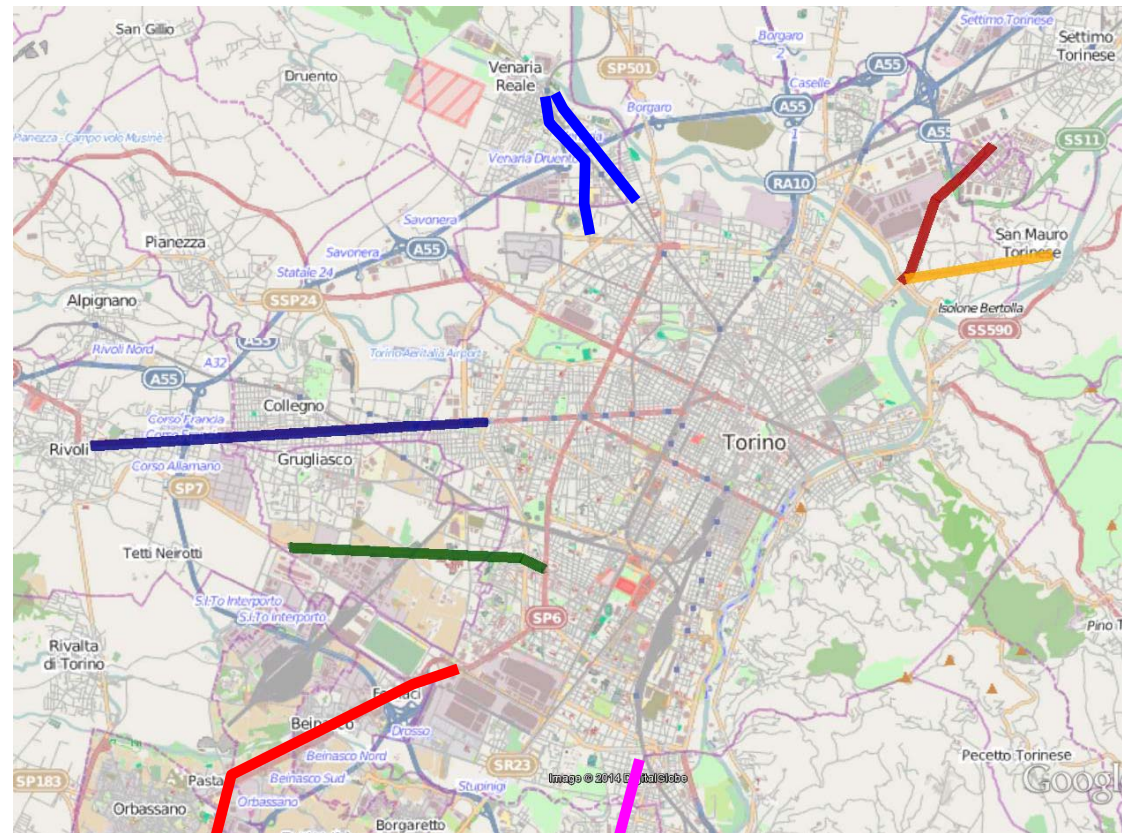 San Gillio
Druento
Venaria
Reale
SP501
Borgaro
2
Settimo Torinese
Settimo
Torinese
A55
Caselle
A55
1
A55
Borgaro
SS11
Pianezza - Campo volo Musinè
Venaria Druento
RA10
Savonera
Pianezza
Savonera
A55
Statale 24
SSP24
San Mauro
Torinese
Alpignano
Isolone Bertolla
SS590
Rivoli Nord
A32
A55
Torino Aeritalia Airport
A55
Collegno
Corso Francia
Rivoli
Grugliasco
Torino
Corso Allamano
SP7
Tetti Neirotti
S.I.To Interporto
S.I.To Interporto
SP6
Rivalta
di Torino
Pino T
Beinasco
Drosso
Beinasco Nord
SP183
Pasta
Beinasco Sud
SR23
Stupinigi
Image © 2014 DigitalGlobe
Pecetto Torinese
Google
Orbassano
Orbassano
Borgaretto